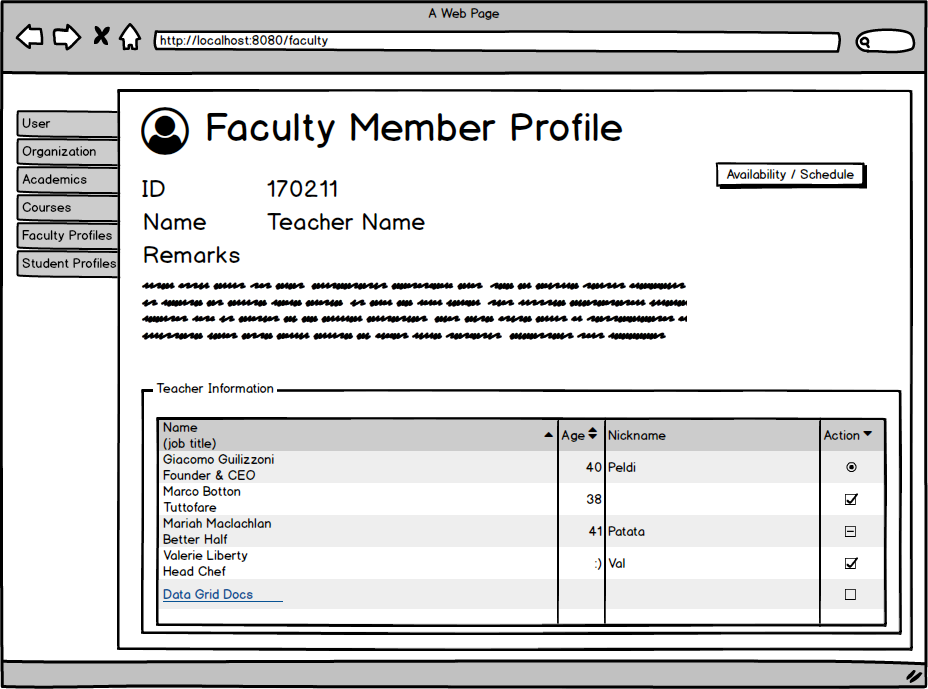 A Web Page
http://localhost:8080/faculty
User
Organization
Academics
Courses
Faculty Profiles
Student Profiles
Faculty Member Profile
Availability / Schedule
ID 170211
Name Teacher Name
Remarks
Teacher Information
Name
(job title)
Age
Nickname
Action
Giacomo Guilizzoni
Founder & CEO
40
Peldi
Marco Botton
Tuttofare
38
Mariah Maclachlan
Better Half
41
Patata
Valerie Liberty
Head Chef
:)
Val
Data Grid Docs